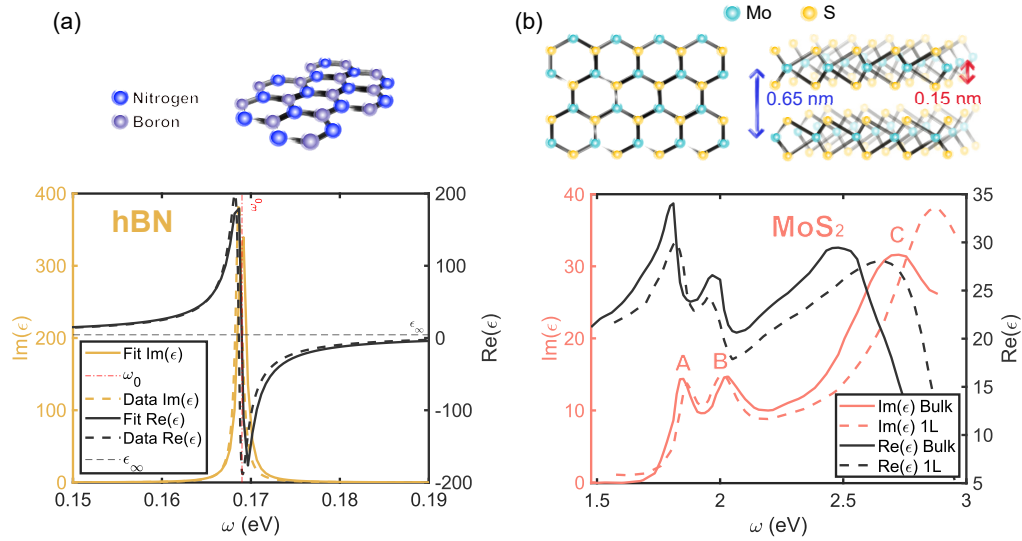 (a)
Nitrogen
Boron
(b)
Mo
S
0.65 nm
0.15 nm
hBN
Im(ϵ)
400
300
200
100
0
200
100
0
-100
-200
Re(ϵ)
ω₀
ϵ∞
Fit Im(ϵ)
ω₀
Data Im(ϵ)
Fit Re(ϵ)
Data Re(ϵ)
ϵ∞
0.15
0.16
0.17
0.18
0.19
ω (eV)
MoS₂
Im(ϵ)
40
30
20
10
0
35
30
25
20
15
10
5
Re(ϵ)
A
B
C
Im(ϵ) Bulk
Im(ϵ) 1L
Re(ϵ) Bulk
Re(ϵ) 1L
1.5
2
2.5
3
ω (eV)